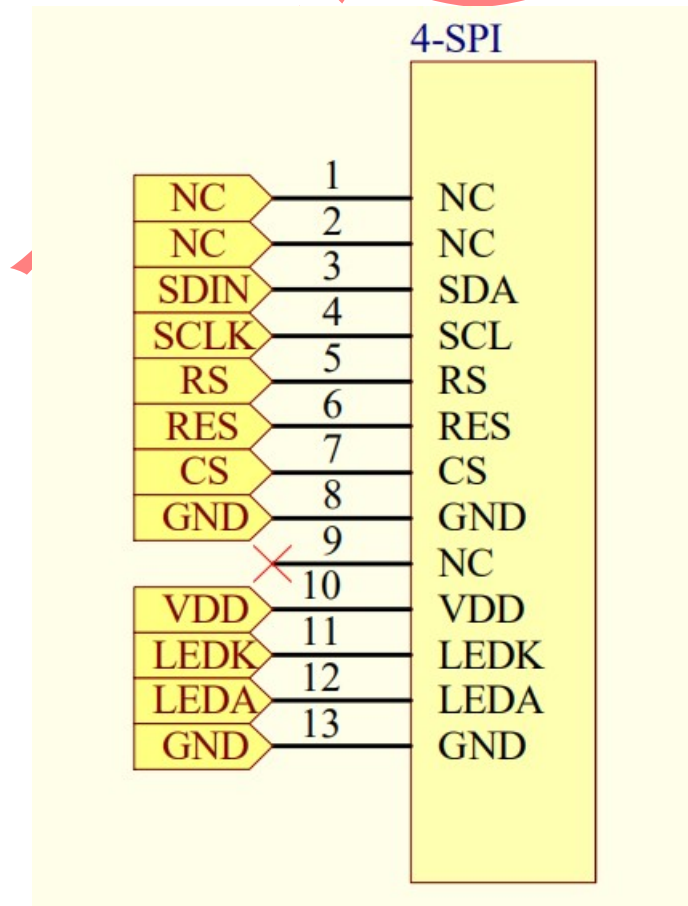 4-SPI
NC 1 NC
NC 2 NC
SDIN 3 SDA
SCLK 4 SCL
RS 5 RS
RES 6 RES
CS 7 CS
GND 8 GND
9 NC
VDD 10 VDD
LEDK 11 LEDK
LEDA 12 LEDA
GND 13 GND